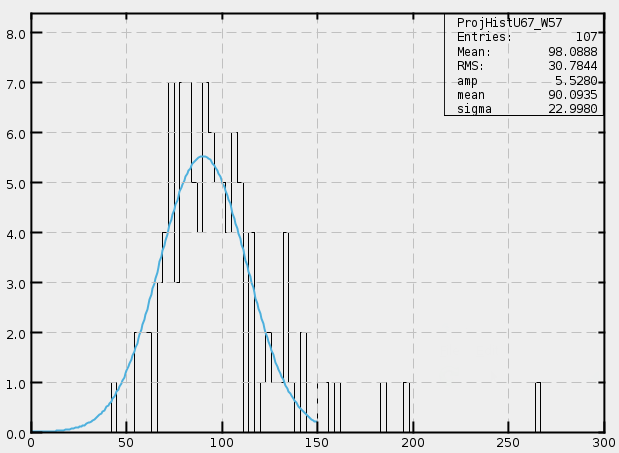 ProjHistU67_W57
Entries: 107
Mean: 98.0888
RMS: 30.7844
amp 5.5280
mean 90.0935
sigma 22.9980
8.0
7.0
6.0
5.0
4.0
3.0
2.0
1.0
0.0
0 50 100 150 200 250 300